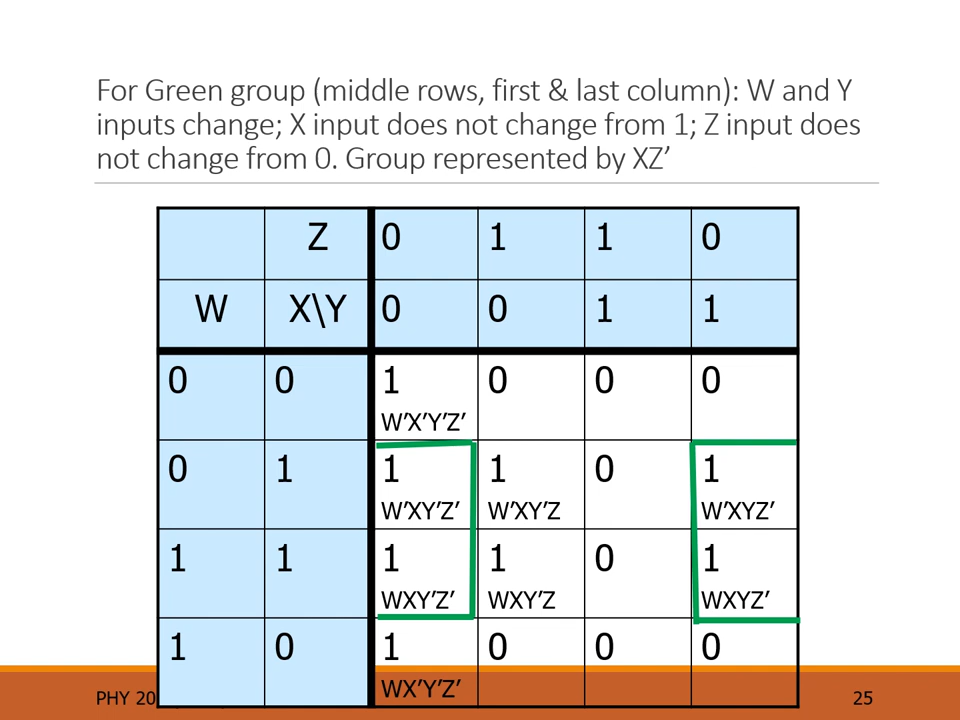 For Green group (middle rows, first & last column): W and Y
inputs change; X input does not change from 1; Z input does
not change from 0. Group represented by XZ’
Z 0 1 1 0
W X\Y 0 0 1 1
0 0 1 0 0 0
W’X’Y’Z’
0 1 1 1 0 1
W’XY’Z’ W’XY’Z W’XYZ’
1 1 1 1 0 1
WXY’Z’ WXY’Z WXYZ’
1 0 1 0 0 0
WX’Y’Z’
PHY 20 25